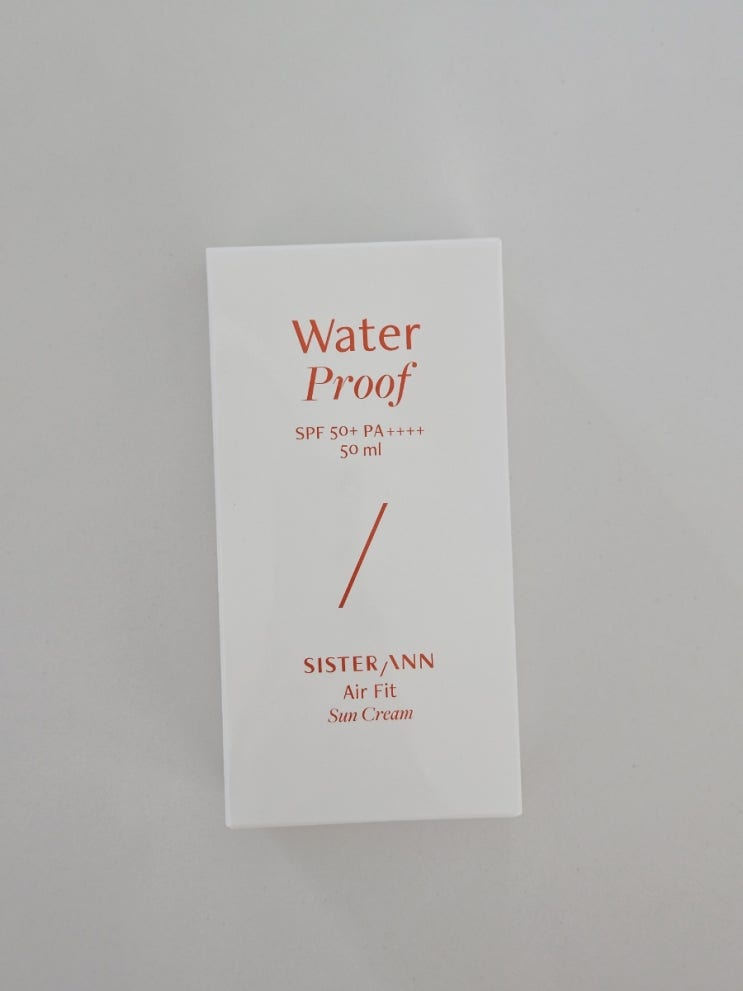 Water
Proof
SPF 50+ PA++++
50 ml
SISTER/ANN
Air Fit
Sun Cream